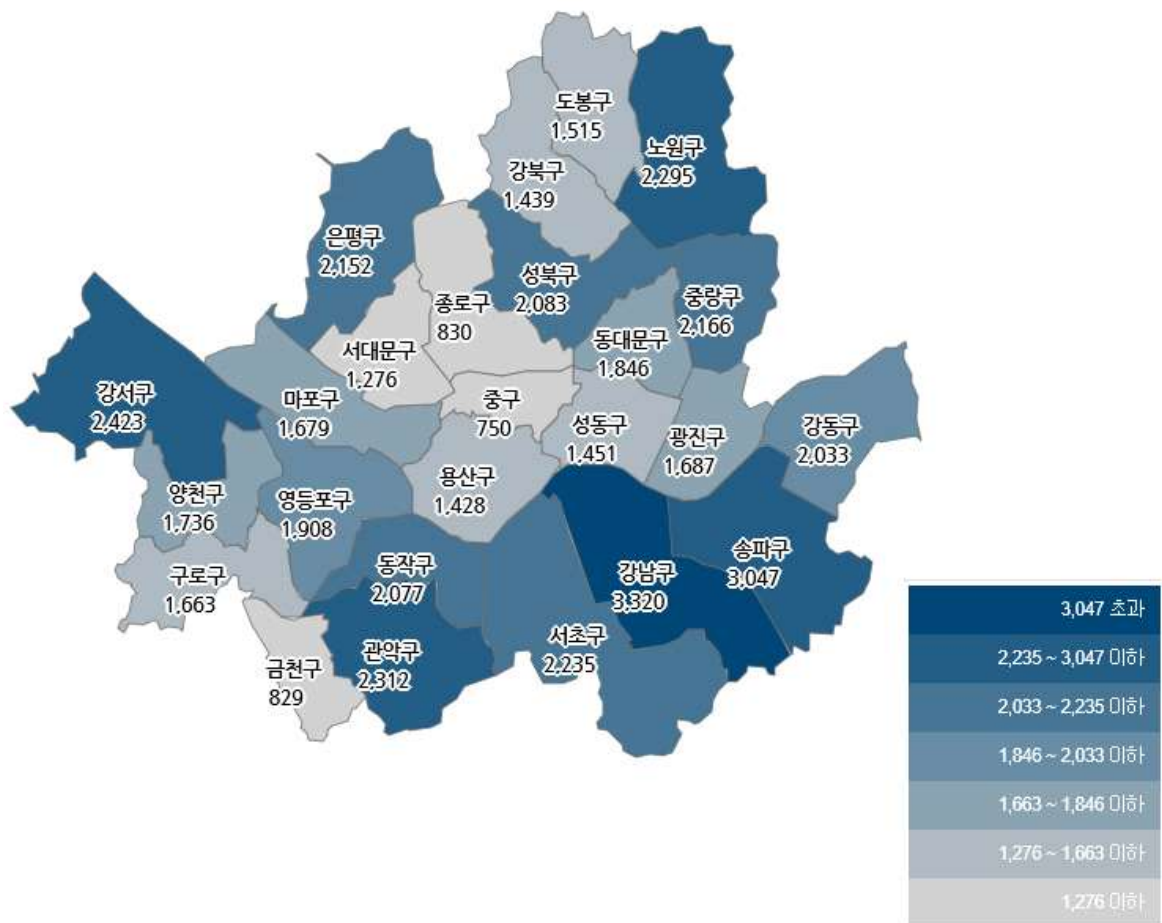 도봉구
1,515
노원구
2,295
강북구
1,439
은평구
2,152
성북구
2,083
중랑구
2,166
종로구
830
동대문구
1,846
서대문구
1,276
강서구
2,423
마포구
1,679
중구
750
성동구
1,451
광진구
1,687
강동구
2,033
용산구
1,428
양천구
1,736
영등포구
1,908
송파구
3,047
강남구
3,320
동작구
2,077
구로구
1,663
서초구
2,235
관악구
2,312
금천구
829
3,047 초과
2,235 ~ 3,047 이하
2,033 ~ 2,235 이하
1,846 ~ 2,033 이하
1,663 ~ 1,846 이하
1,276 ~ 1,663 이하
1,276 이하